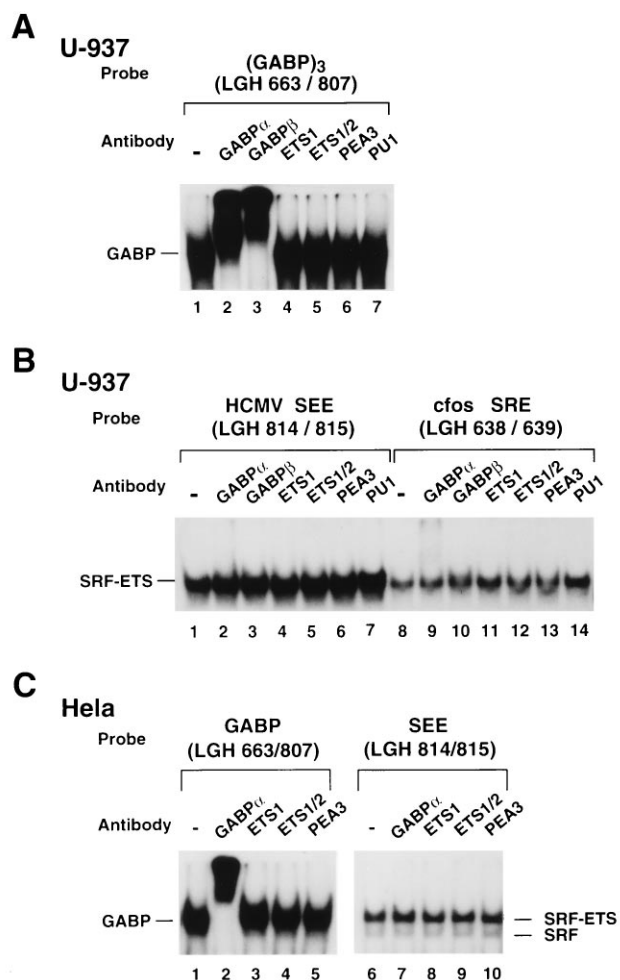 A
U-937
Probe
(GABP)3
(LGH 663 / 807)
Antibody
- GABPα GABPβ ETS1 ETS1/2 PEA3 PU1
GABP
1 2 3 4 5 6 7
B
U-937
Probe
HCMV SEE cfos SRE
(LGH 814 / 815) (LGH 638 / 639)
Antibody
- GABPα GABPβ ETS1 ETS1/2 PEA3 PU1 - GABPα GABPβ ETS1 ETS1/2 PEA3 PU1
SRF-ETS
1 2 3 4 5 6 7 8 9 10 11 12 13 14
C
Hela
Probe
GABP SEE
(LGH 663/807) (LGH 814/815)
Antibody
- GABPα ETS1 ETS1/2 PEA3 - GABPα ETS1 ETS1/2 PEA3
GABP
SRF-ETS
SRF
1 2 3 4 5 6 7 8 9 10